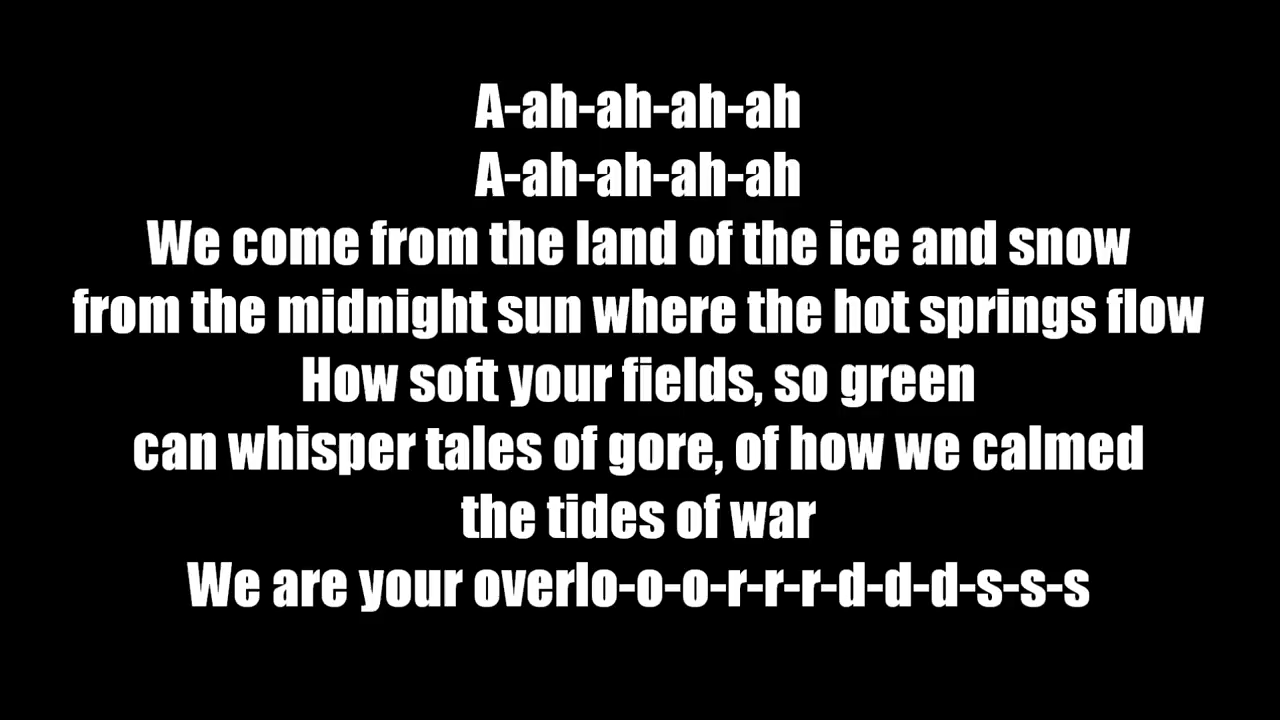 A-ah-ah-ah-ah
A-ah-ah-ah-ah
We come from the land of the ice and snow
from the midnight sun where the hot springs flow
How soft your fields, so green
can whisper tales of gore, of how we calmed
the tides of war
We are your overlo-o-o-r-r-r-d-d-d-s-s-s